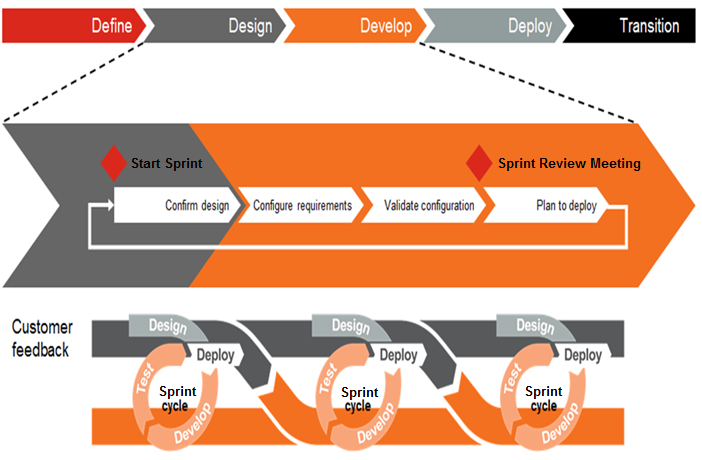 Define
Design
Develop
Deploy
Transition
Start Sprint
Sprint Review Meeting
Confirm design
Configure requirements
Validate configuration
Plan to deploy
Customer
feedback
Design
Deploy
Test
Develop
Sprint
cycle
Design
Deploy
Test
Develop
Sprint
cycle
Design
Deploy
Test
Develop
Sprint
cycle